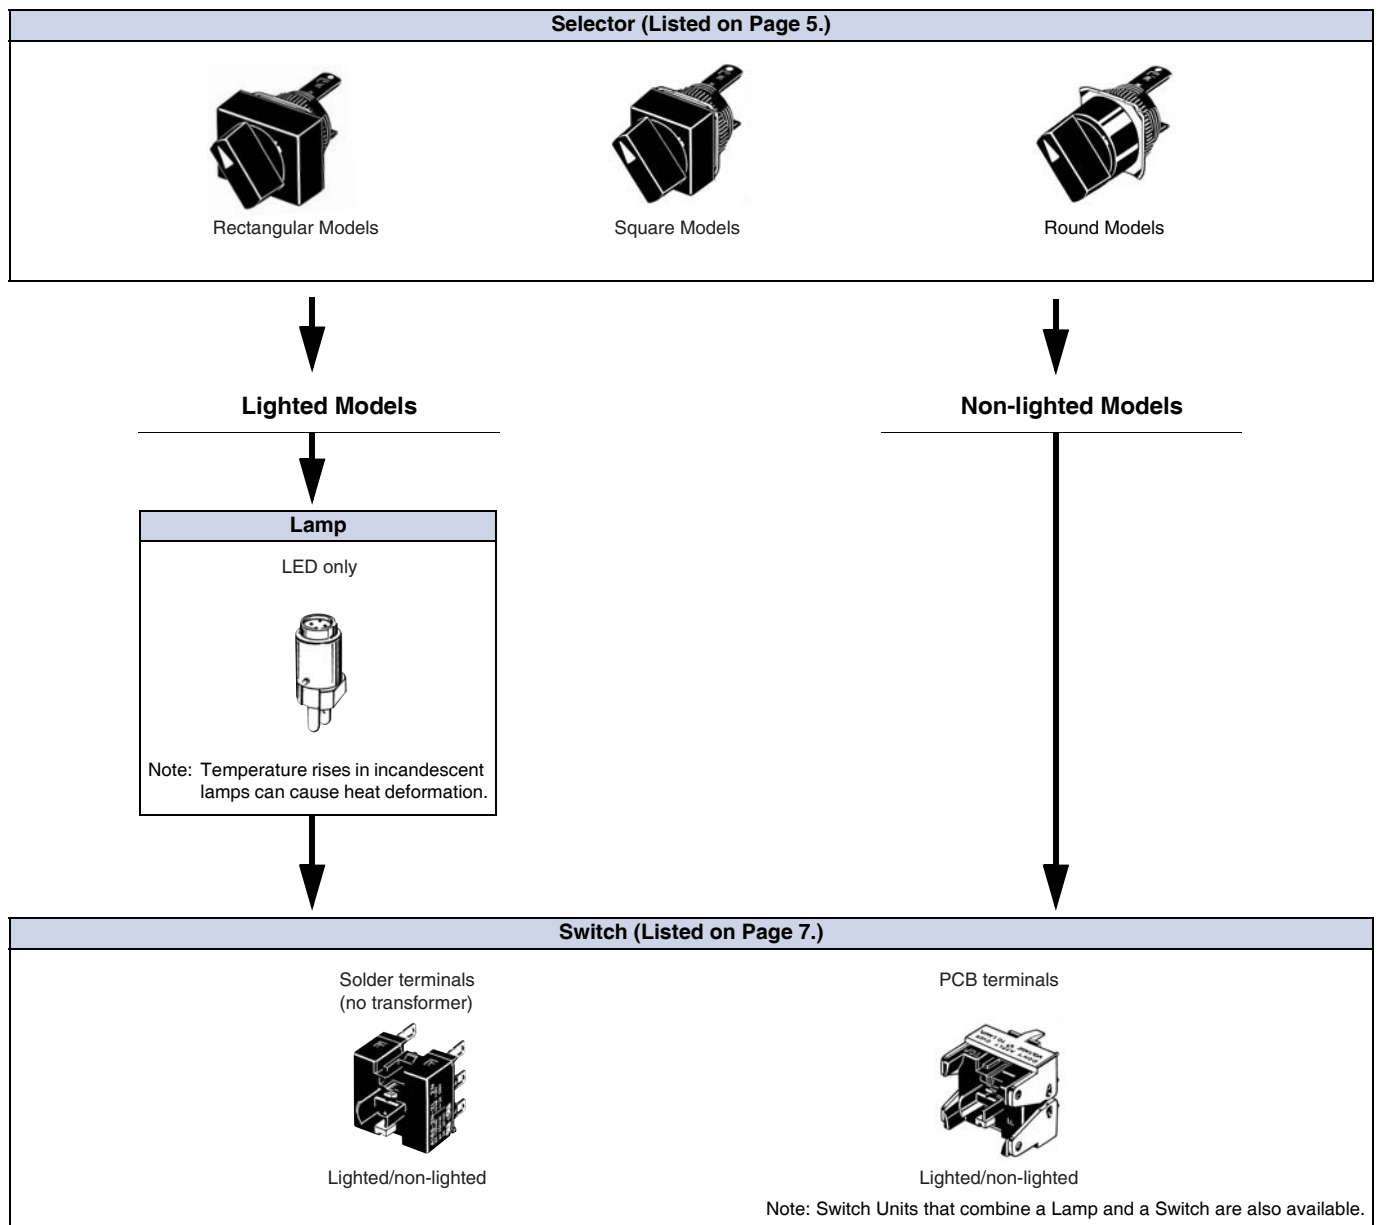 Selector (Listed on Page 5.)
Rectangular Models
Square Models
Round Models
Lighted Models
Non-lighted Models
Lamp
LED only
Note: Temperature rises in incandescent
lamps can cause heat deformation.
Switch (Listed on Page 7.)
Solder terminals
(no transformer)
PCB terminals
Lighted/non-lighted
Lighted/non-lighted
Note: Switch Units that combine a Lamp and a Switch are also available.